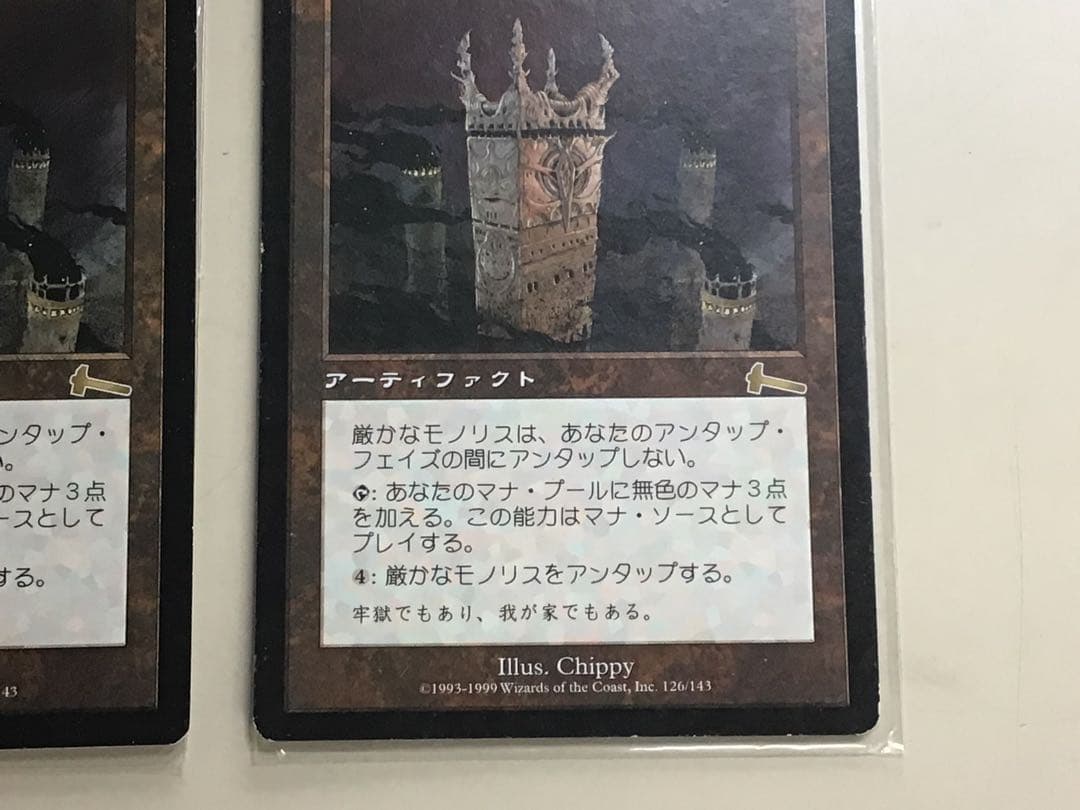 ンタップ・
い。
のマナ３点
ースとして
する。
43
アーティファクト
厳かなモノリスは、あなたのアンタップ・
フェイズの間にアンタップしない。
: あなたのマナ・プールに無色のマナ３点
を加える。この能力はマナ・ソースとして
プレイする。
4: 厳かなモノリスをアンタップする。
牢獄でもあり、我が家でもある。
Illus. Chippy
©1993-1999 Wizards of the Coast, Inc. 126/143